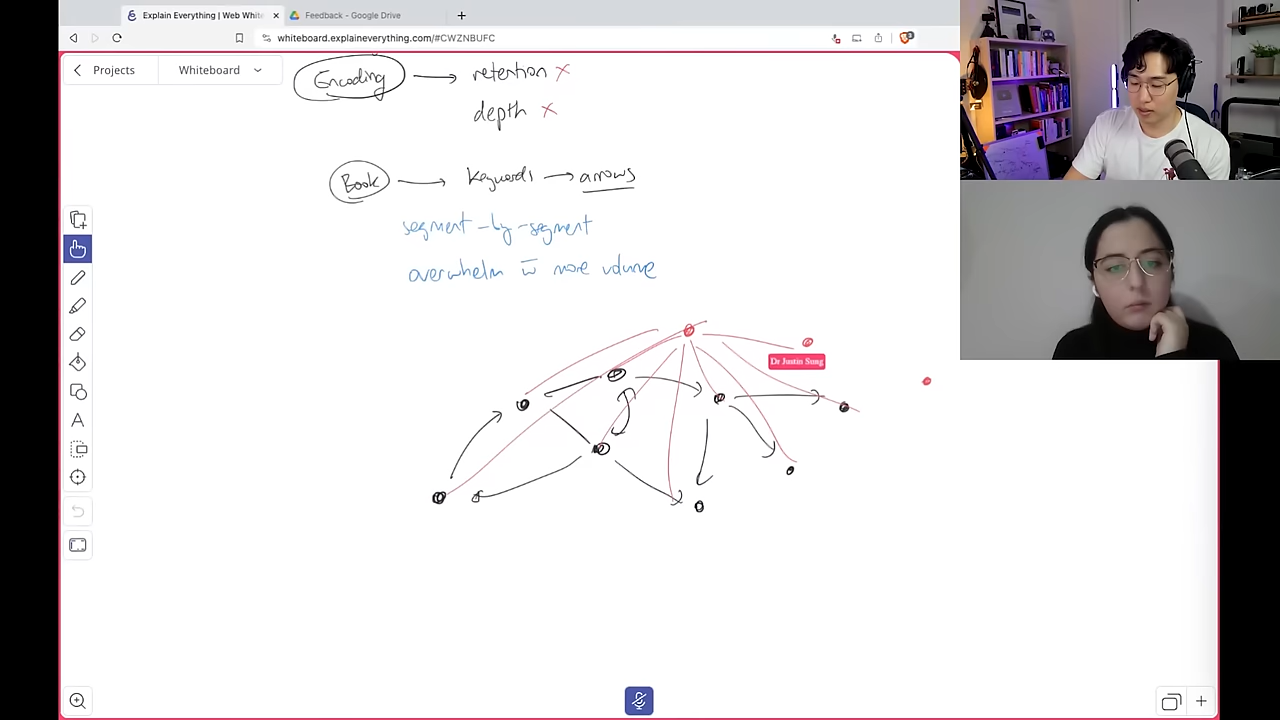 Explain Everything | Web White
Feedback - Google Drive
whiteboard.explaineverything.com/#CWZNBUFC
Projects
Whiteboard
Encoding → retention x
depth x
Book → keywords → arrows
segment-by-segment
overwhelm w̄ more volume
Dr Justin Sung